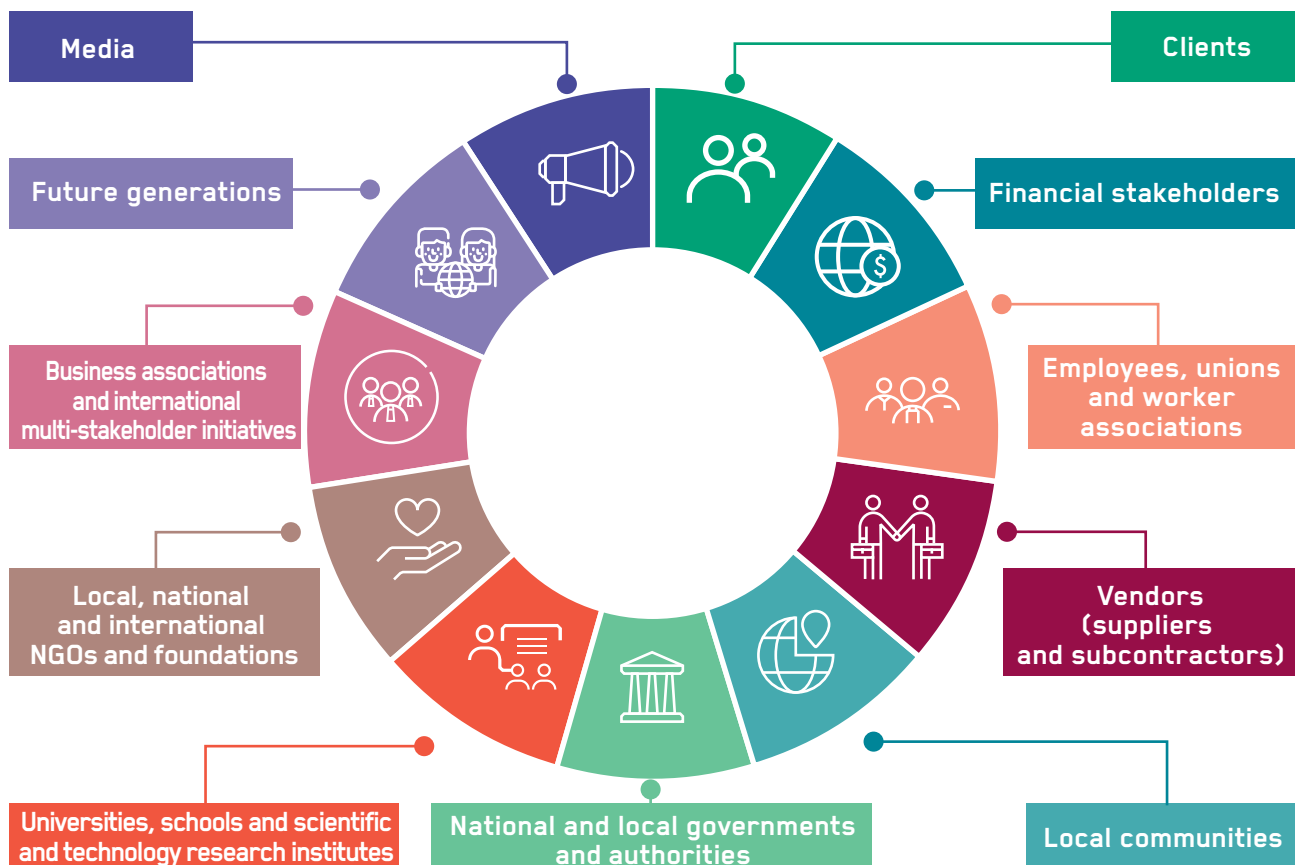 Media
Clients
Future generations
Financial stakeholders
$
Business associations
and international
multi-stakeholder initiatives
Employees, unions
and worker
associations
Local, national
and international
NGOs and foundations
Vendors
(suppliers
and subcontractors)
Universities, schools and scientific
and technology research institutes
National and local governments
and authorities
Local communities